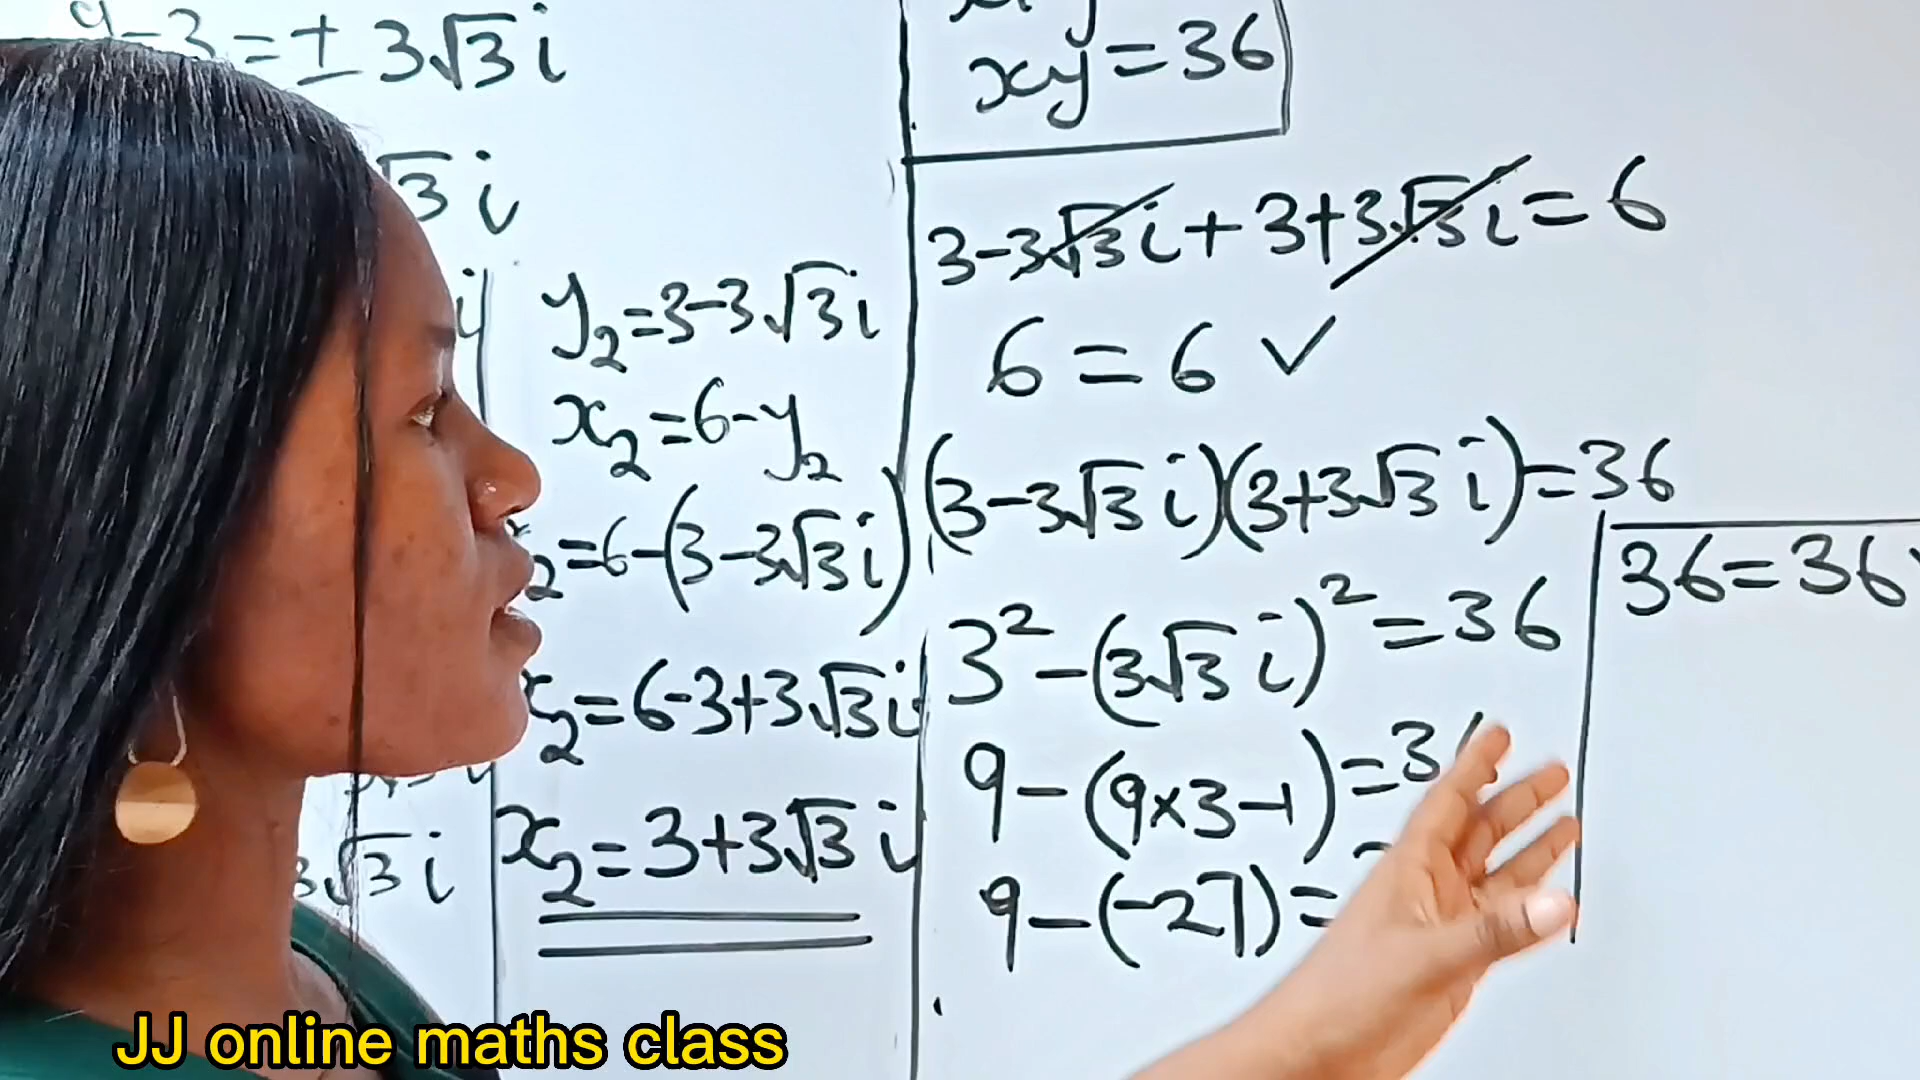 y-3=±3√3i
√3i
i
3√3i
y₂=3-3√3i
x₂=6-y₂
₂=6-(3-3√3i)
x₂=6-3+3√3i
x₂=3+3√3i
xy=36
3-3√3i+3+3√3i=6
6=6✓
(3-3√3i)(3+3√3i)=36
3²-(3√3i)²=36
9-(9×3-1)=36
9-(-27)=
36=36✓
JJ online maths class